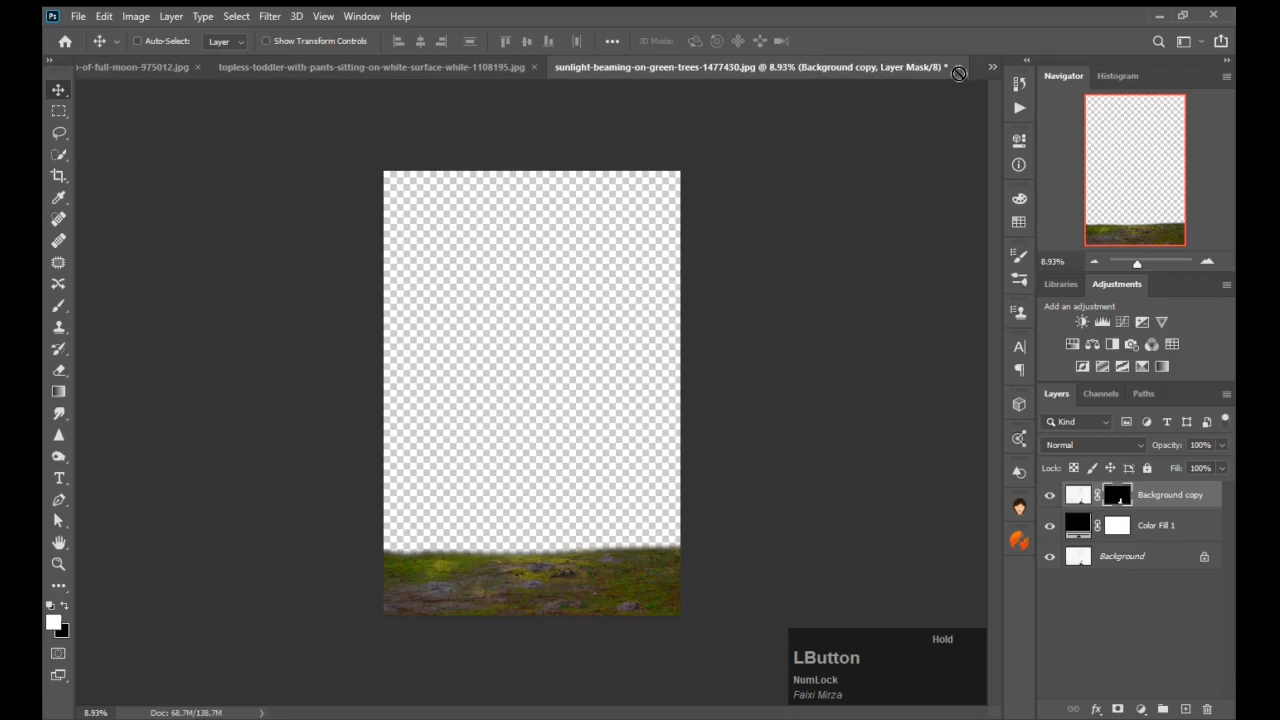 Ps File Edit Image Layer Type Select Filter 3D View Window Help
Auto-Select: Layer Show Transform Controls 3D Mode:
-of-full-moon-975012.jpg topless-toddler-with-pants-sitting-on-white-surface-while-1108195.jpg sunlight-beaming-on-green-trees-1477430.jpg @ 8.93% (Background copy, Layer Mask/8) *
Navigator Histogram
8.93%
Libraries Adjustments
Add an adjustment
Layers Channels Paths
Kind
Normal Opacity: 100%
Lock: Fill: 100%
Background copy
Color Fill 1
Background
Hold
LButton
NumLock
Faixi Mirza
8.93% Doc: 68.7M/138.7M